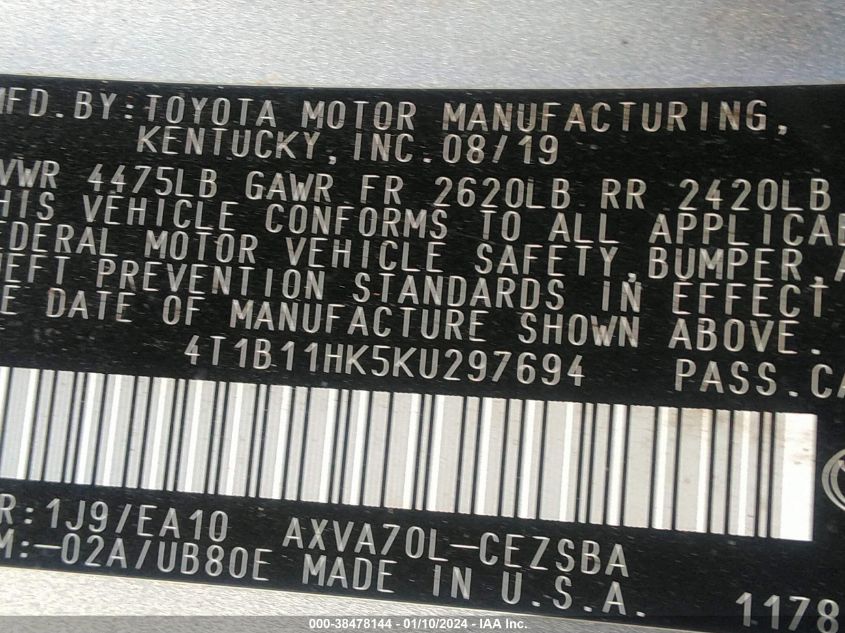 MFD.BY:TOYOTA MOTOR MANUFACTURING,
KENTUCKY,INC. 08/19
VWR 4475LB GAWR FR 2620LB RR 2420LB
HIS VEHICLE CONFORMS TO ALL APPLICAB
EDERAL MOTOR VEHICLE SAFETY,BUMPER,A
HEFT PREVENTION STANDARDS IN EFFECT
E DATE OF MANUFACTURE SHOWN ABOVE.
4T1B11HK5KU297694 PASS.CA
R:1J9/EA10 AXVA70L-CEZSBA
M:-02A/UB80E MADE IN U.S.A. 1178
000-38478144 — 01/10/2024 — IAA Inc.